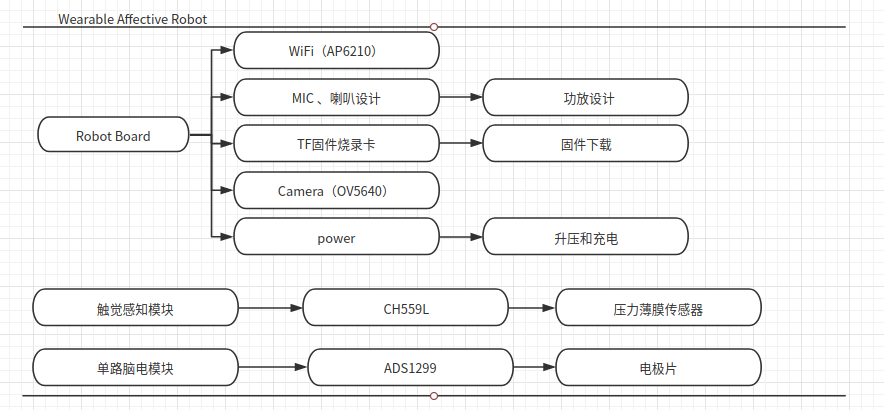 Wearable Affective Robot
WiFi（AP6210）
MIC 、喇叭设计
功放设计
Robot Board
TF固件烧录卡
固件下载
Camera（OV5640）
power
升压和充电
触觉感知模块
CH559L
压力薄膜传感器
单路脑电模块
ADS1299
电极片